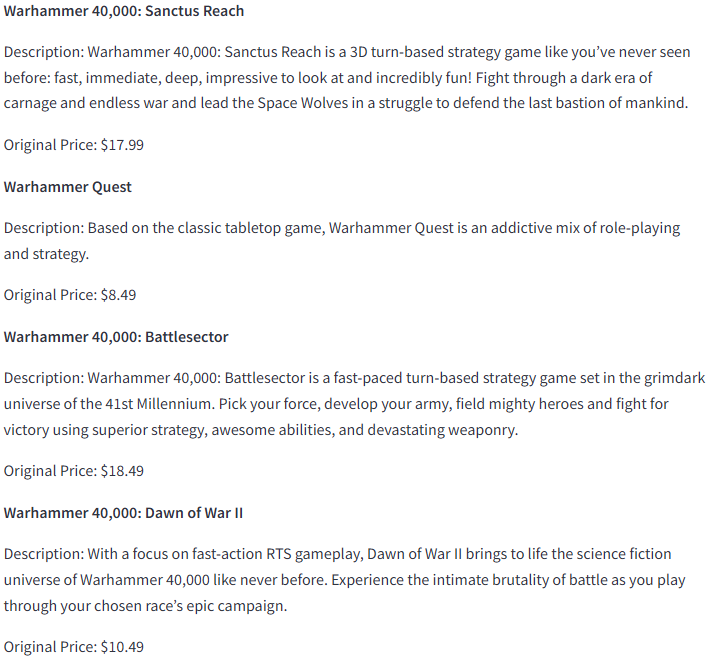 Warhammer 40,000: Sanctus Reach
Description: Warhammer 40,000: Sanctus Reach is a 3D turn-based strategy game like you’ve never seen
before: fast, immediate, deep, impressive to look at and incredibly fun! Fight through a dark era of
carnage and endless war and lead the Space Wolves in a struggle to defend the last bastion of mankind.
Original Price: $17.99
Warhammer Quest
Description: Based on the classic tabletop game, Warhammer Quest is an addictive mix of role-playing
and strategy.
Original Price: $8.49
Warhammer 40,000: Battlesector
Description: Warhammer 40,000: Battlesector is a fast-paced turn-based strategy game set in the grimdark
universe of the 41st Millennium. Pick your force, develop your army, field mighty heroes and fight for
victory using superior strategy, awesome abilities, and devastating weaponry.
Original Price: $18.49
Warhammer 40,000: Dawn of War II
Description: With a focus on fast-action RTS gameplay, Dawn of War II brings to life the science fiction
universe of Warhammer 40,000 like never before. Experience the intimate brutality of battle as you play
through your chosen race’s epic campaign.
Original Price: $10.49